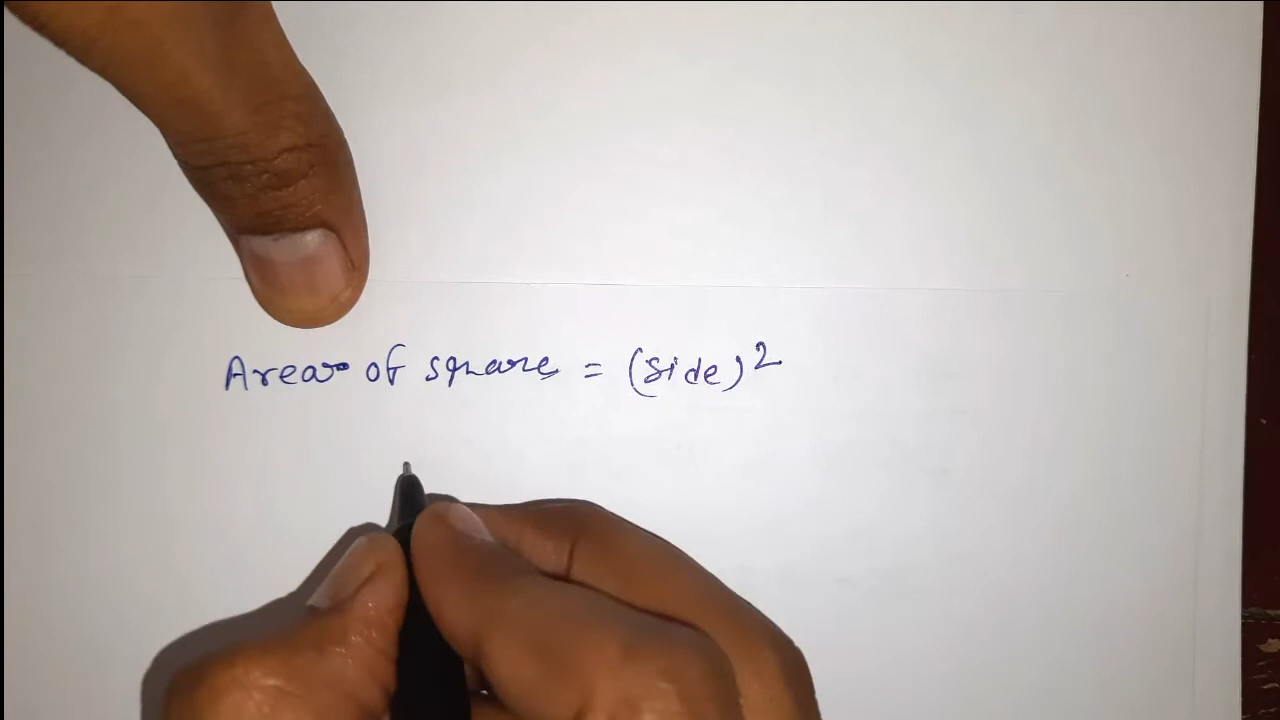 Area of square = (side)²